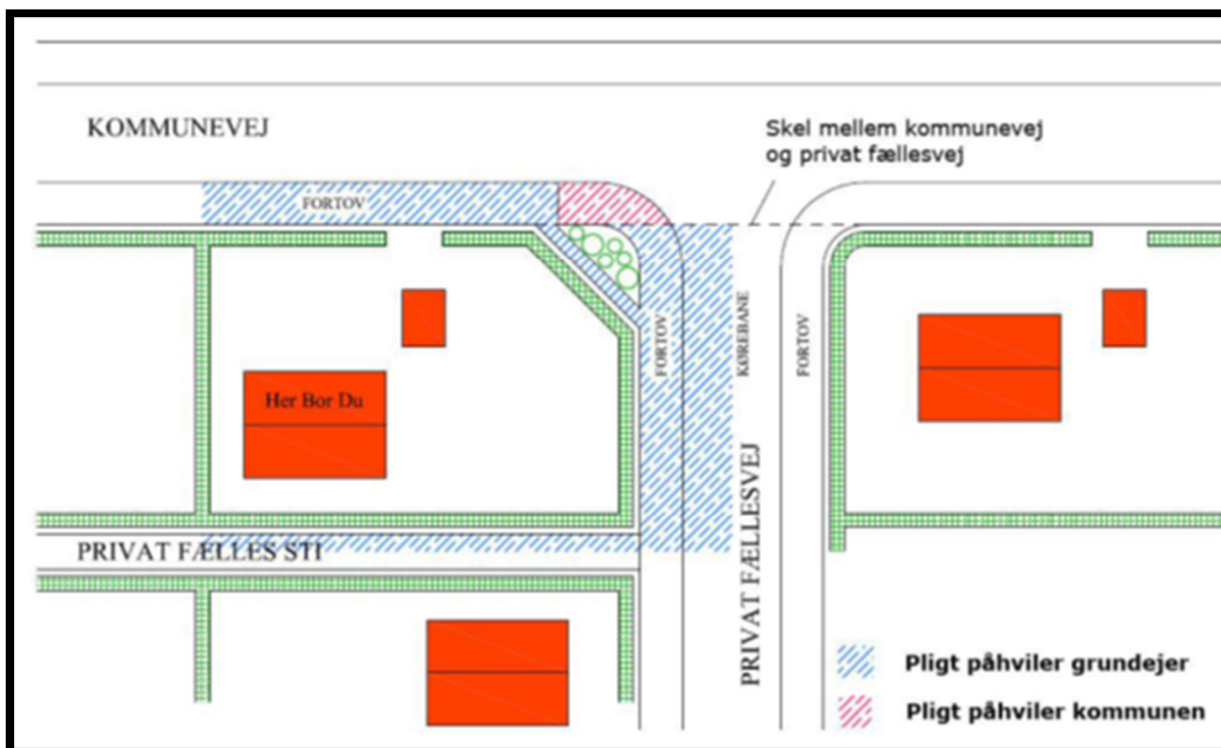 KOMMUNEVEJ
Skel mellem kommunevej
og privat fællesvej
FORTOV
FORTOV
KØREBANE
FORTOV
Her Bor Du
PRIVAT FÆLLES STI
PRIVAT FÆLLESVEJ
Pligt påhviler grundejer
Pligt påhviler kommunen